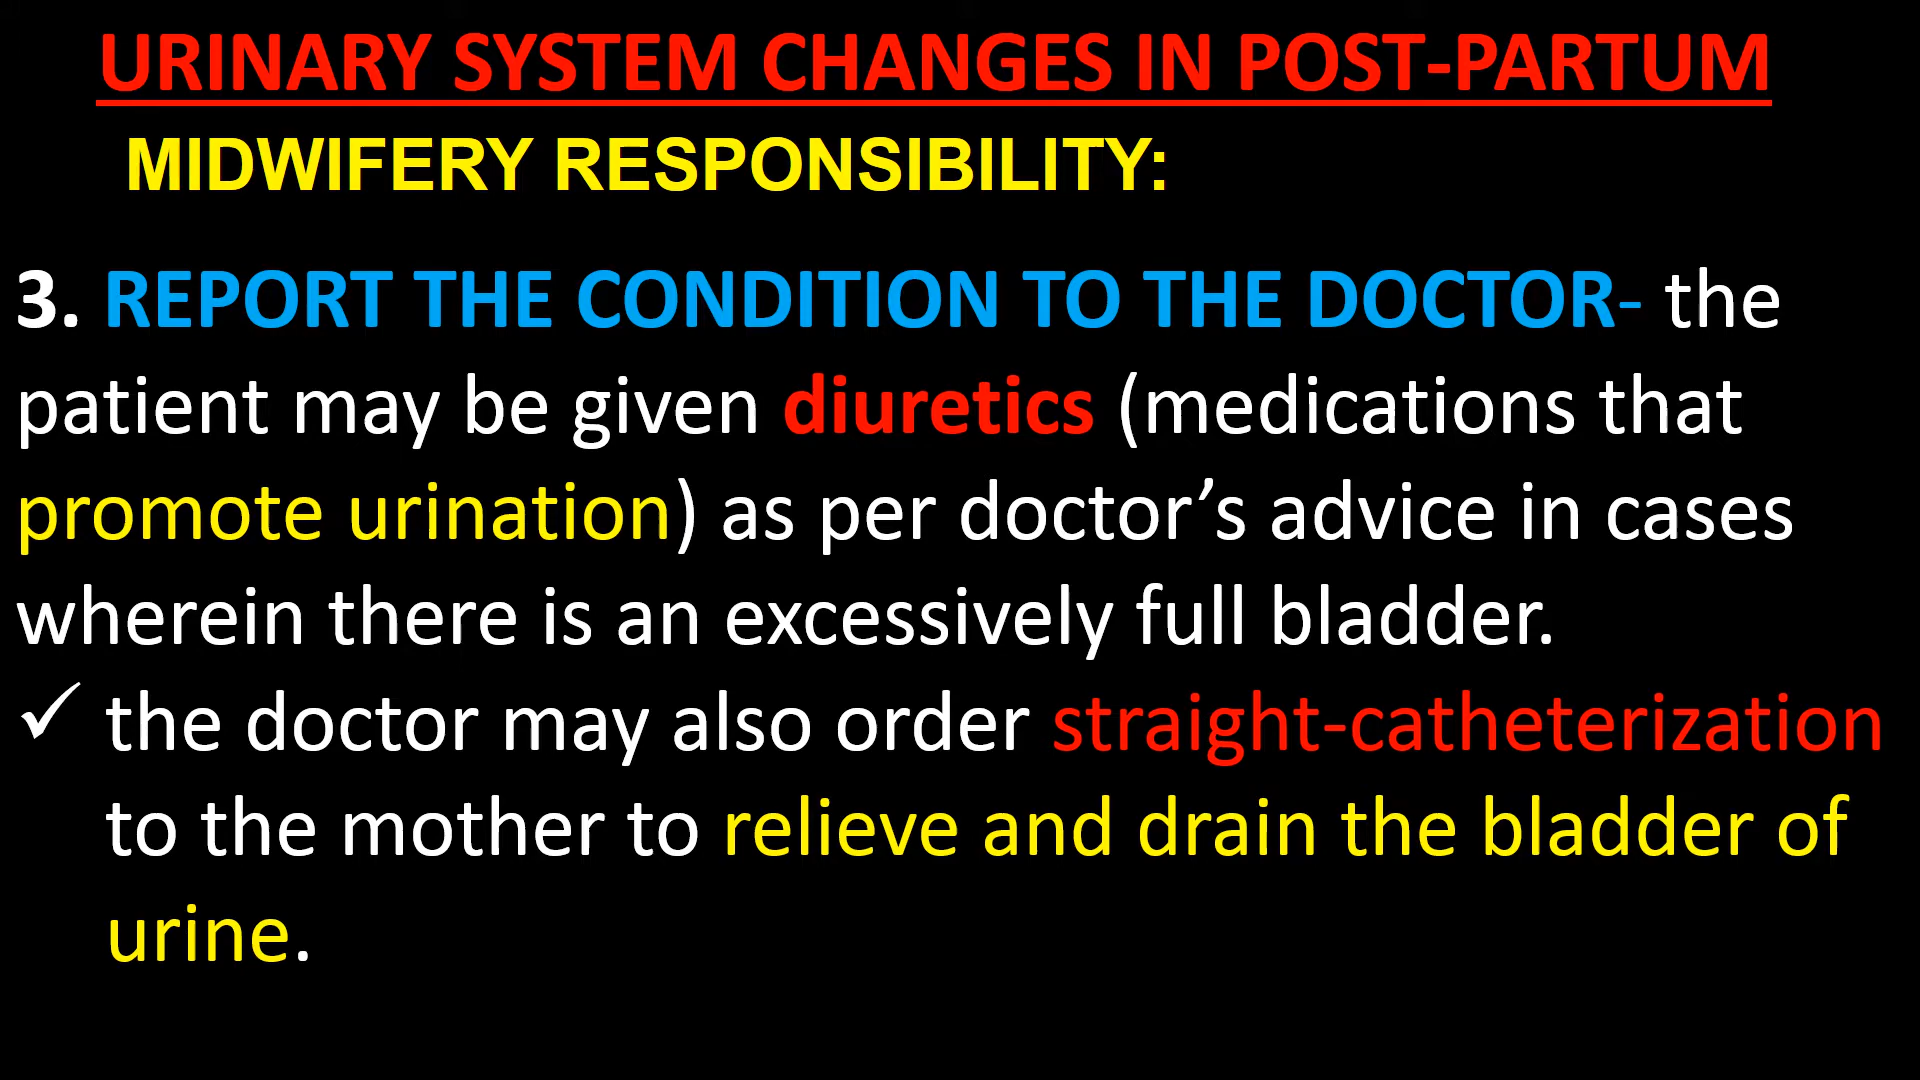 URINARY SYSTEM CHANGES IN POST-PARTUM
MIDWIFERY RESPONSIBILITY:
3. REPORT THE CONDITION TO THE DOCTOR- the
patient may be given diuretics (medications that
promote urination) as per doctor’s advice in cases
wherein there is an excessively full bladder.
✓ the doctor may also order straight-catheterization
to the mother to relieve and drain the bladder of
urine.